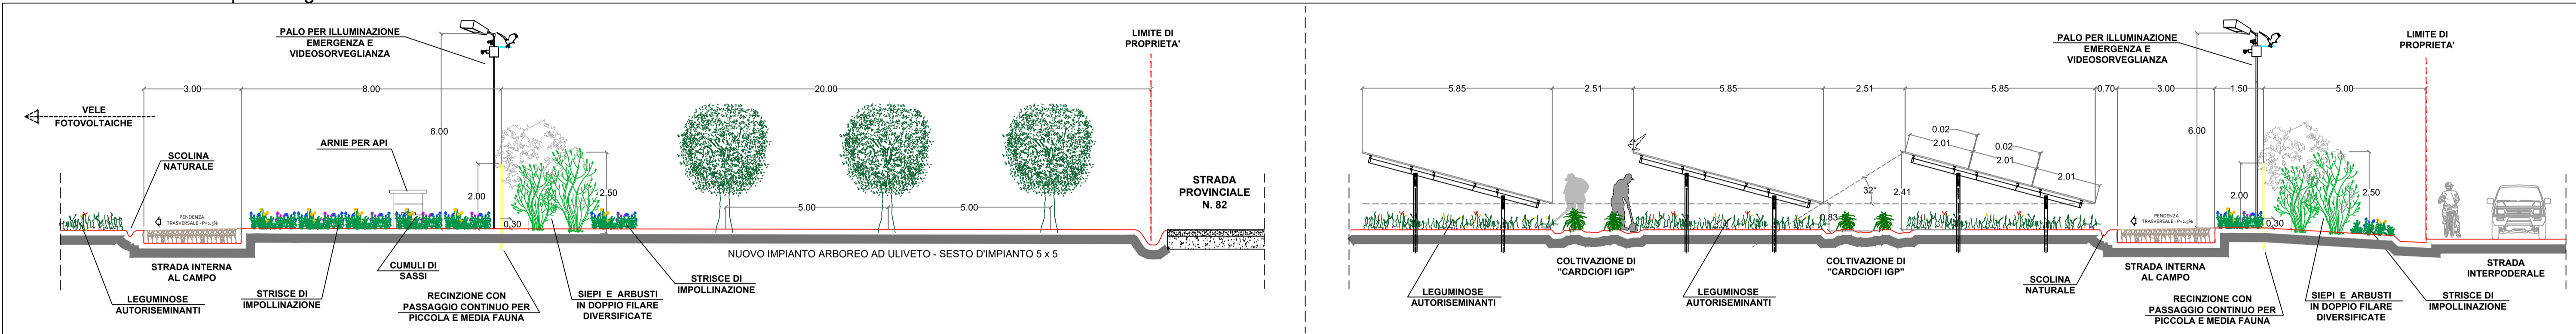 PALO PER ILLUMINAZIONE
EMERGENZA E
VIDEOSORVEGLIANZA
LIMITE DI
PROPRIETA'
3.00
8.00
20.00
VELE
FOTOVOLTAICHE
6.00
ARNIE PER API
SCOLINA
NATURALE
2.00
2.50
STRADA
PROVINCIALE
N. 82
5.00
5.00
PENDENZA
TRASVERSALE - P=2.5%
0.30
NUOVO IMPIANTO ARBOREO AD ULIVETO - SESTO D'IMPIANTO 5 x 5
STRADA INTERNA
AL CAMPO
CUMULI DI
SASSI
STRISCE DI
IMPOLLINAZIONE
LEGUMINOSE
AUTORISEMINANTI
STRISCE DI
IMPOLLINAZIONE
RECINZIONE CON
PASSAGGIO CONTINUO PER
PICCOLA E MEDIA FAUNA
SIEPI E ARBUSTI
IN DOPPIO FILARE
DIVERSIFICATE
PALO PER ILLUMINAZIONE
EMERGENZA E
VIDEOSORVEGLIANZA
LIMITE DI
PROPRIETA'
5.85
2.51
5.85
2.51
5.85
0.70
3.00
1.50
5.00
6.00
0.02
2.01
0.02
2.01
2.01
32°
2.41
0.83
2.00
2.50
PENDENZA
TRASVERSALE - P=2.5%
0.30
COLTIVAZIONE DI
"CARDCIOFI IGP"
COLTIVAZIONE DI
"CARDCIOFI IGP"
STRADA INTERNA
AL CAMPO
STRADA
INTERPODERALE
LEGUMINOSE
AUTORISEMINANTI
LEGUMINOSE
AUTORISEMINANTI
SCOLINA
NATURALE
RECINZIONE CON
PASSAGGIO CONTINUO PER
PICCOLA E MEDIA FAUNA
SIEPI E ARBUSTI
IN DOPPIO FILARE
DIVERSIFICATE
STRISCE DI
IMPOLLINAZIONE